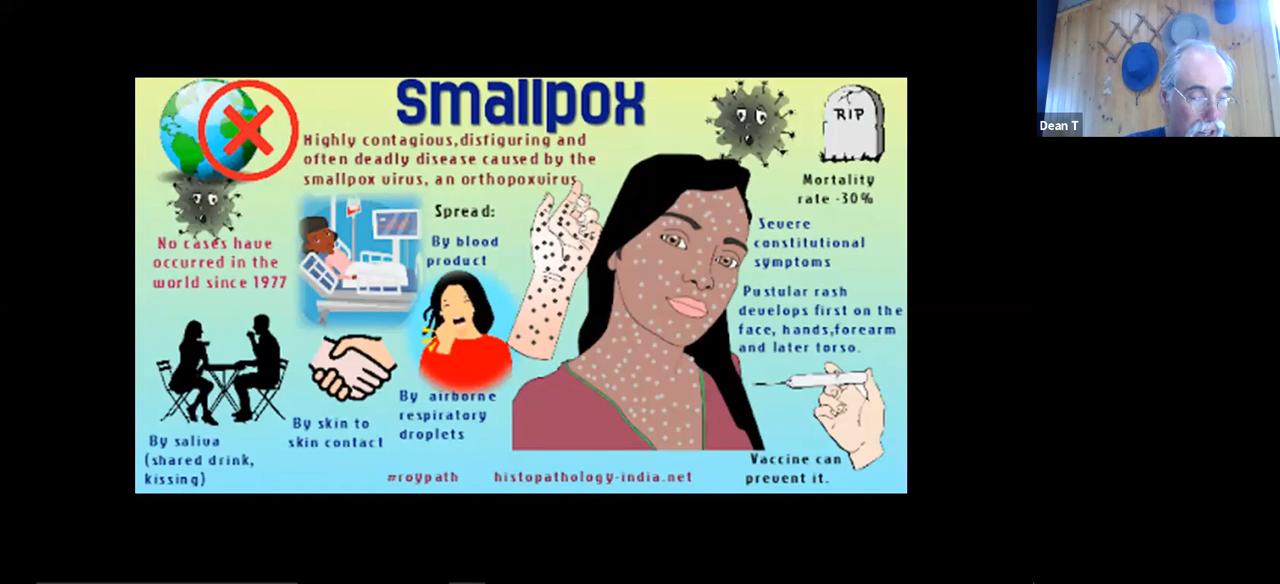 Smallpox
Highly contagious,disfiguring and
often deadly disease caused by the
smallpox virus, an orthopoxvirus
RIP
Mortality
rate -30%
No cases have
occurred in the
world since 1977
Spread:
By blood
product
Severe
constitutional
symptoms
Pustular rash
develops first on the
face, hands,forearm
and later torso.
By saliva
(shared drink,
kissing)
By skin to
skin contact
By airborne
respiratory
droplets
Vaccine can
prevent it.
#roypath
histopathology-india.net
Dean T